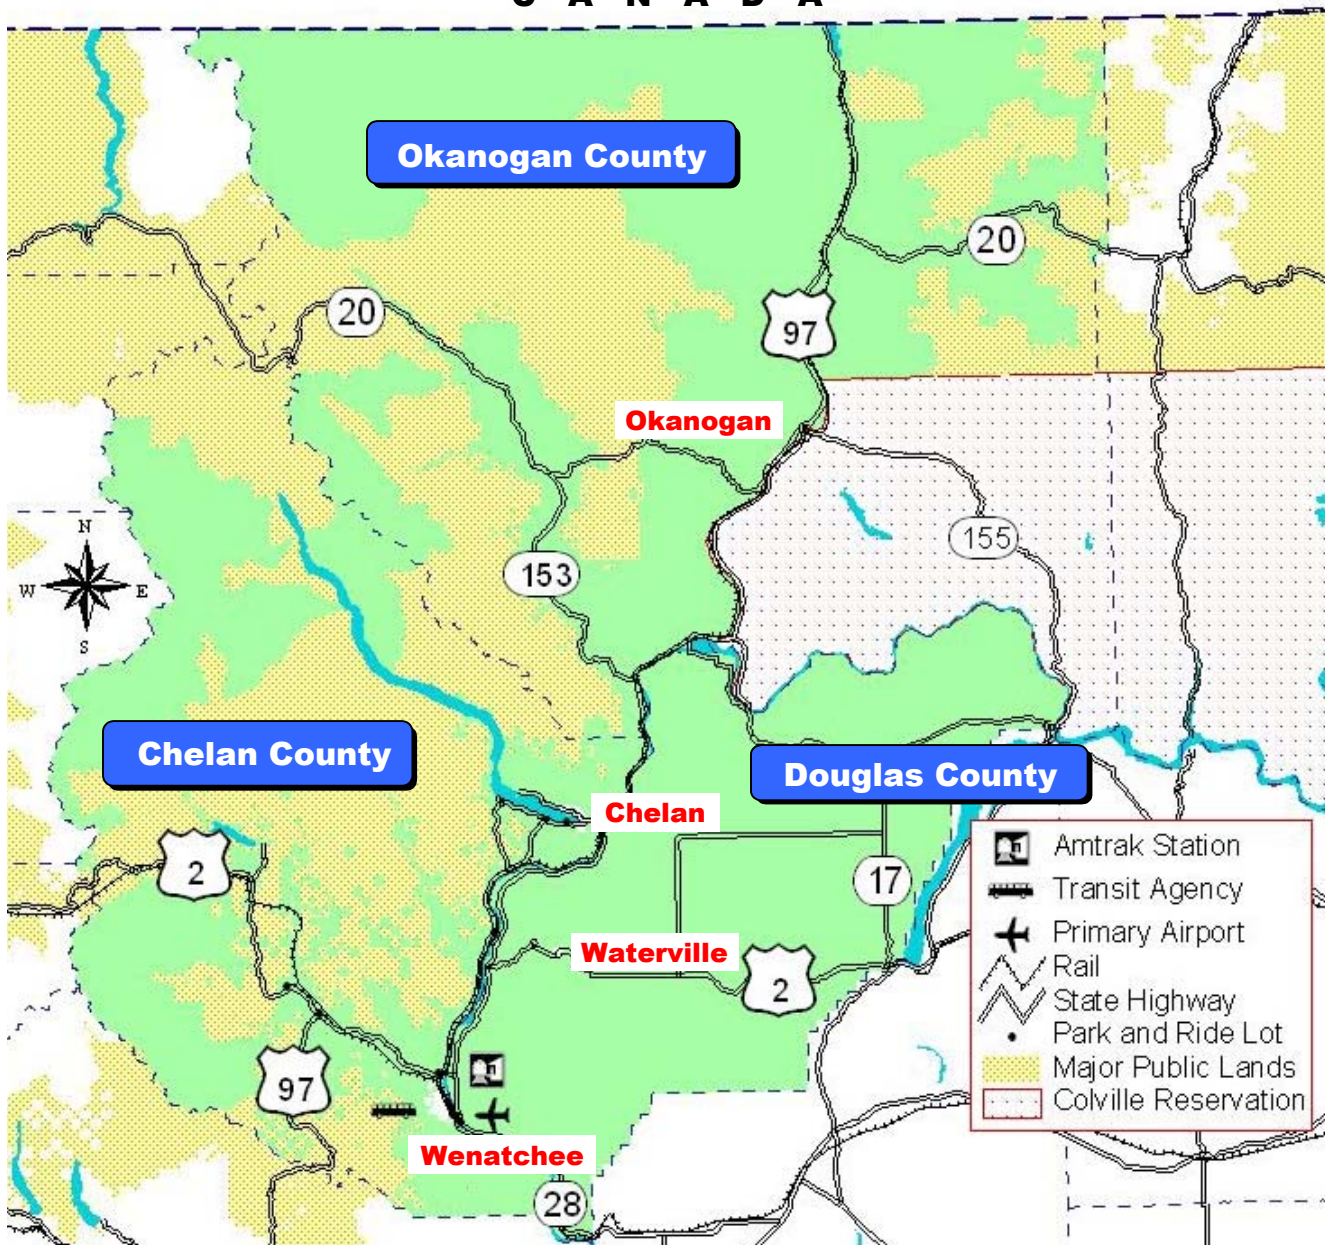 C A N A D A
Okanogan County
20
20
97
Okanogan
N
W E
S
153
155
Chelan County
Douglas County
Chelan
2
17
Waterville
2
97
Wenatchee
28
Amtrak Station
Transit Agency
Primary Airport
Rail
State Highway
Park and Ride Lot
Major Public Lands
Colville Reservation